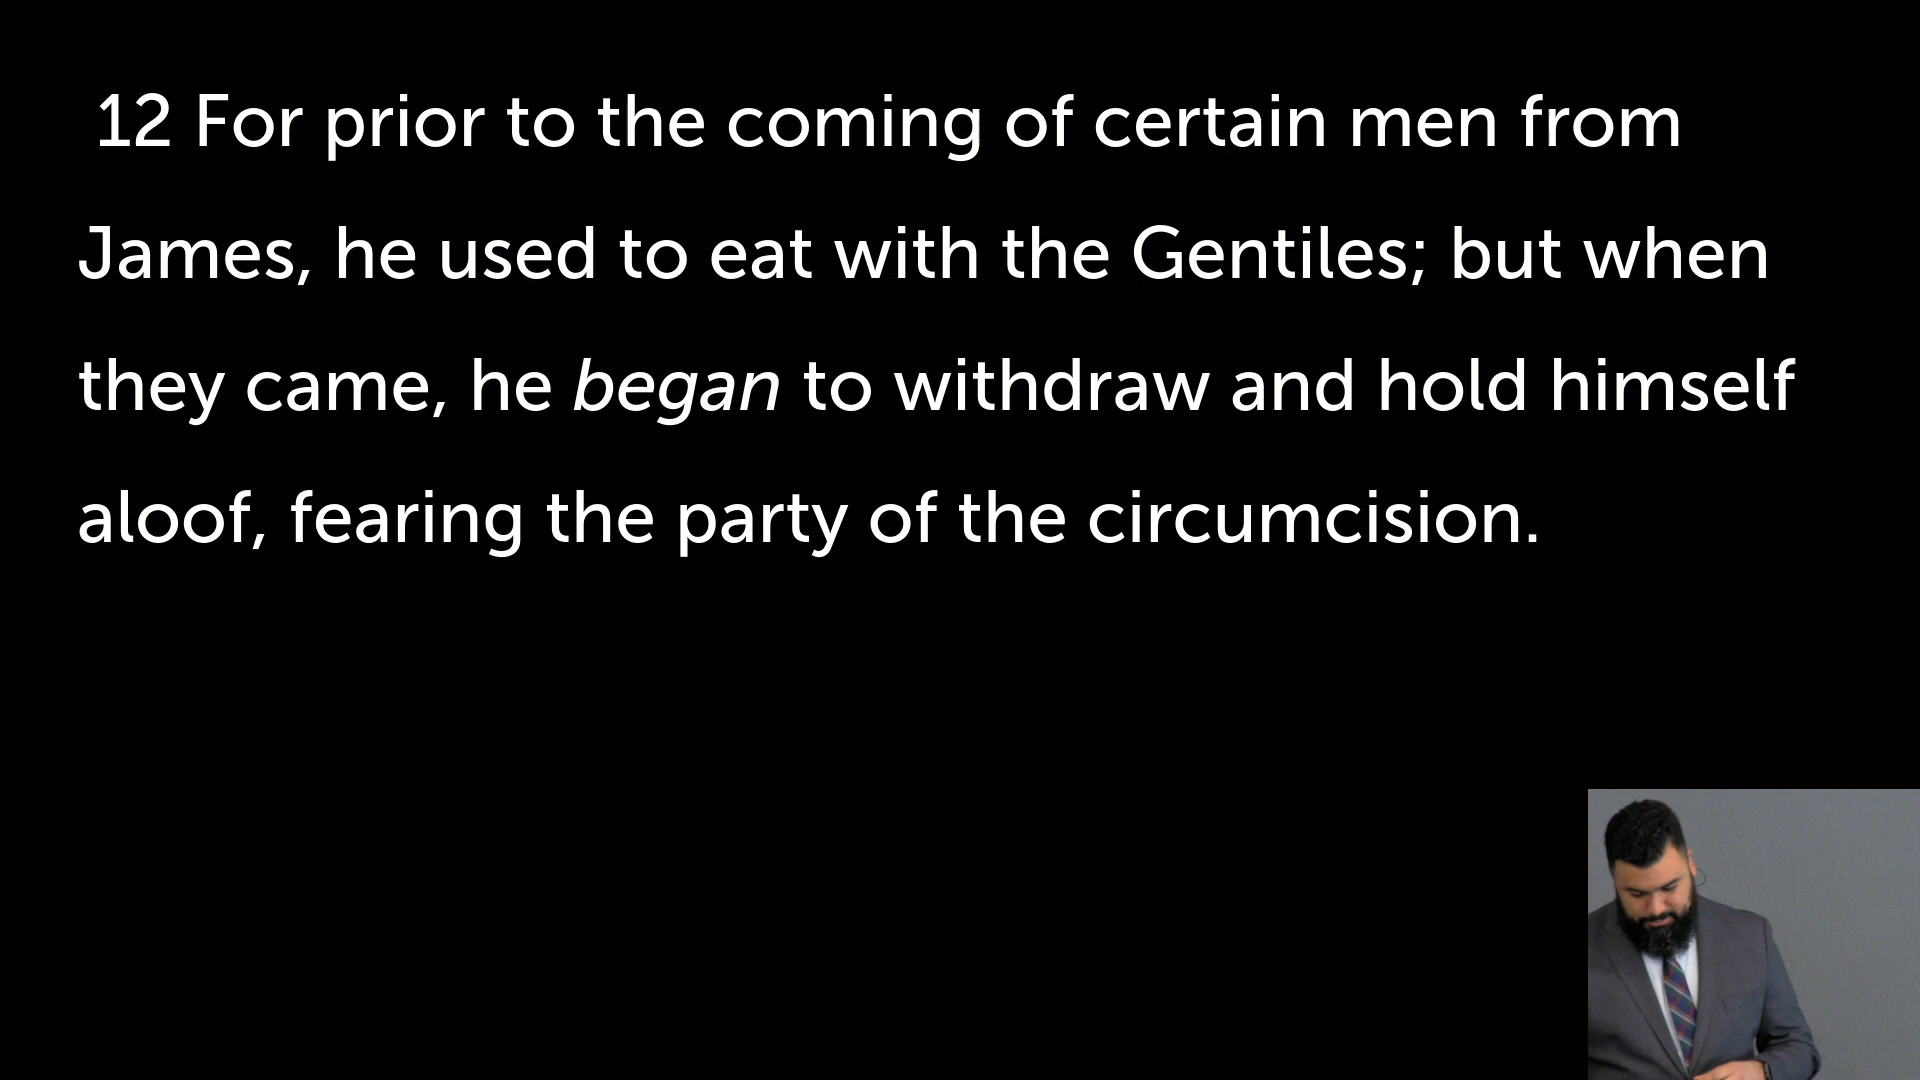 12 For prior to the coming of certain men from
James, he used to eat with the Gentiles; but when
they came, he began to withdraw and hold himself
aloof, fearing the party of the circumcision.